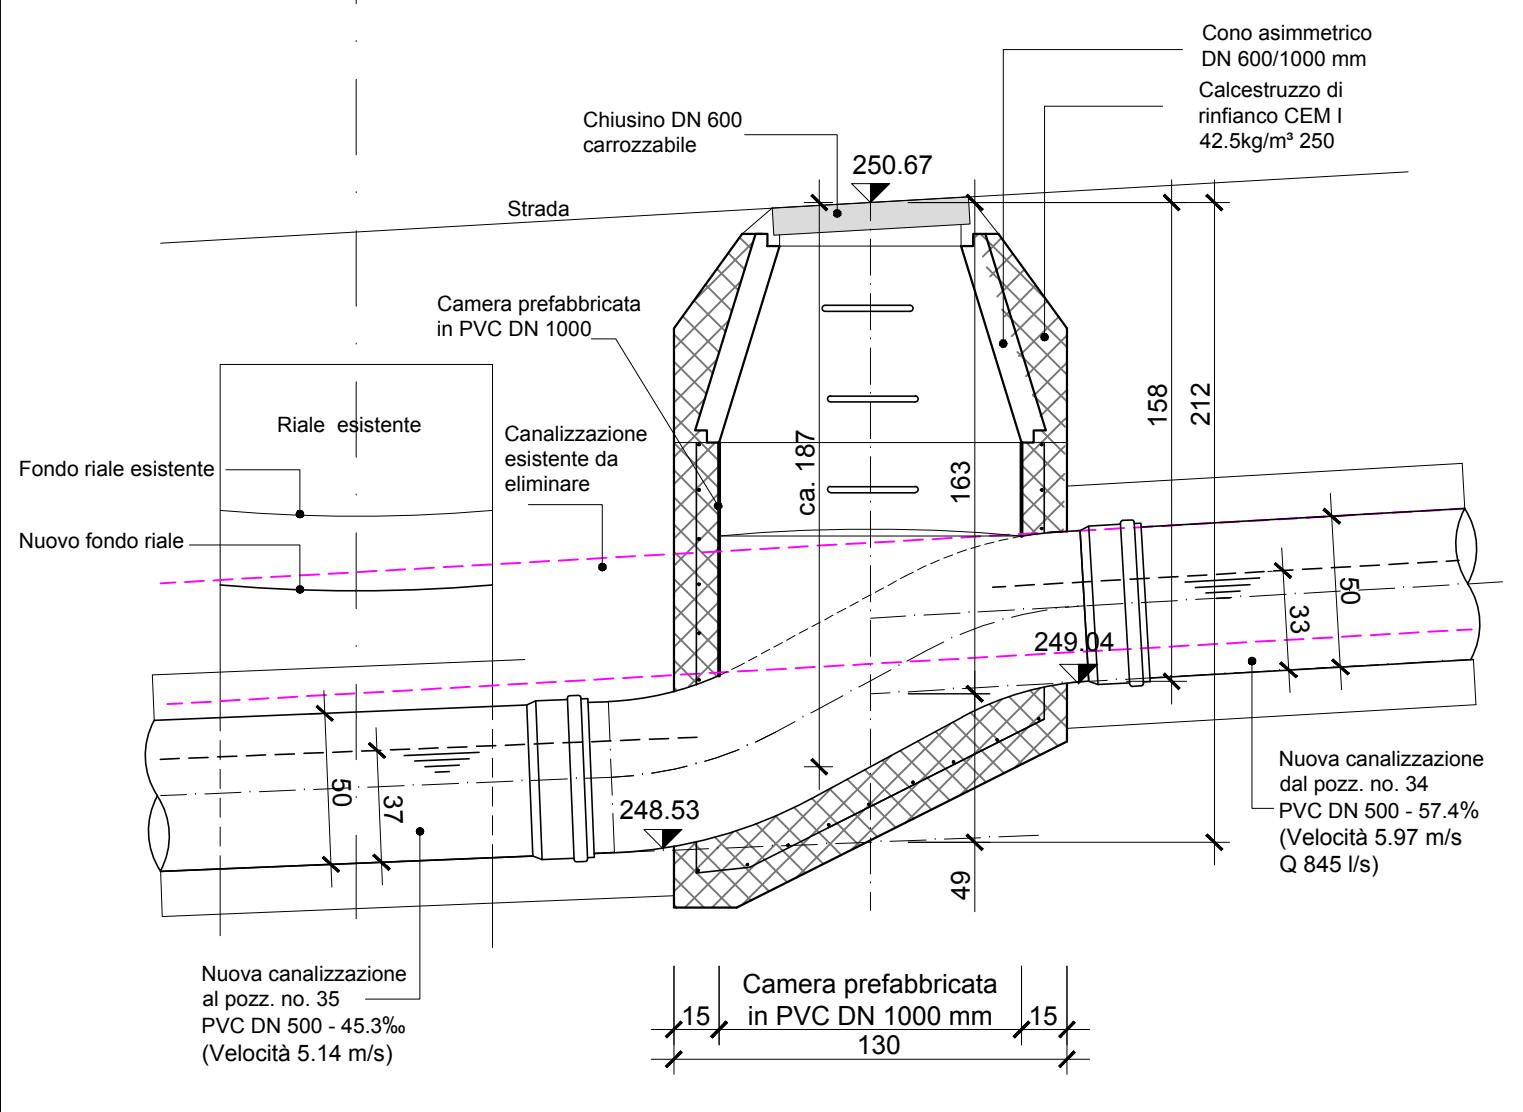 Cono asimmetrico
DN 600/1000 mm
Calcestruzzo di
rinfianco CEM I
42.5kg/m³ 250
Chiusino DN 600
carrozzabile
250.67
Strada
Camera prefabbricata
in PVC DN 1000
158
212
Riale esistente
Canalizzazione
esistente da
eliminare
ca. 187
163
Fondo riale esistente
Nuovo fondo riale
50
33
249.04
50
37
248.53
49
Nuova canalizzazione
dal pozz. no. 34
PVC DN 500 - 57.4%
(Velocità 5.97 m/s
Q 845 l/s)
Nuova canalizzazione
al pozz. no. 35
PVC DN 500 - 45.3‰
(Velocità 5.14 m/s)
Camera prefabbricata
in PVC DN 1000 mm
15
15
130